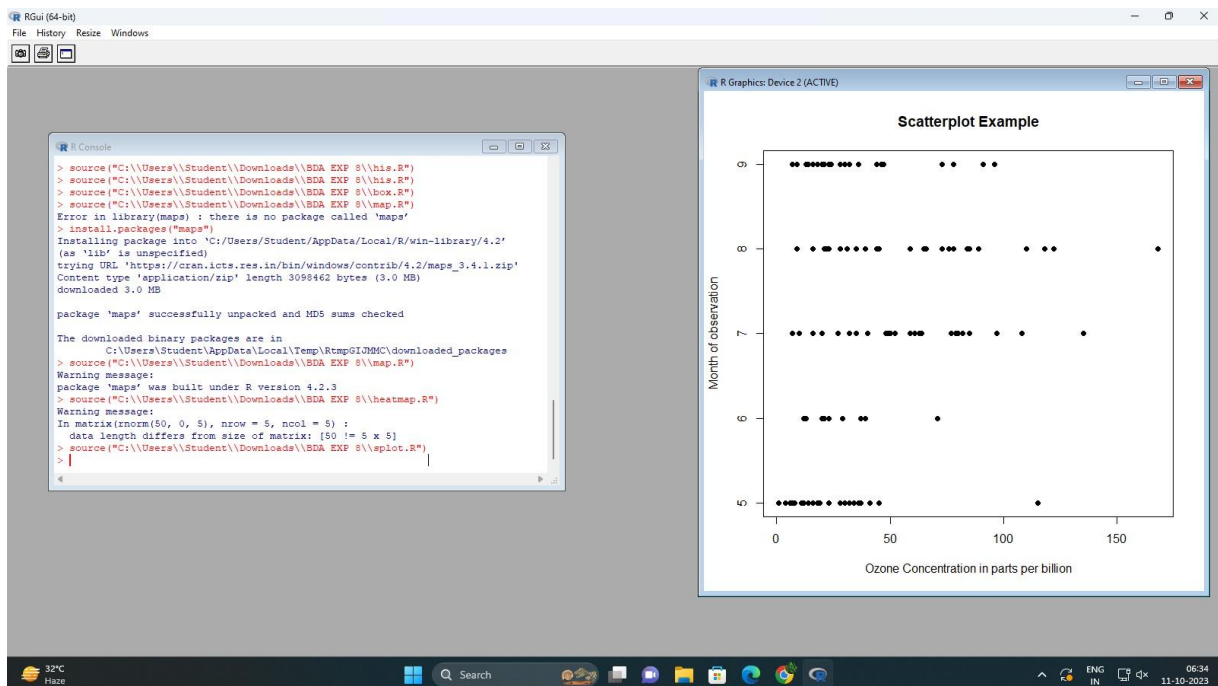 RGui (64-bit)
File History Resize Windows
R Console
> source("C:\\Users\\Student\\Downloads\\BDA EXP 8\\his.R")
> source("C:\\Users\\Student\\Downloads\\BDA EXP 8\\his.R")
> source("C:\\Users\\Student\\Downloads\\BDA EXP 8\\box.R")
> source("C:\\Users\\Student\\Downloads\\BDA EXP 8\\map.R")
Error in library(maps) : there is no package called ‘maps’
> install.packages("maps")
Installing package into ‘C:/Users/Student/AppData/Local/R/win-library/4.2’
(as ‘lib’ is unspecified)
trying URL 'https://cran.icts.res.in/bin/windows/contrib/4.2/maps_3.4.1.zip'
Content type 'application/zip' length 3098462 bytes (3.0 MB)
downloaded 3.0 MB
package ‘maps’ successfully unpacked and MD5 sums checked
The downloaded binary packages are in
C:\Users\Student\AppData\Local\Temp\RtmpGIJMMC\downloaded_packages
> source("C:\\Users\\Student\\Downloads\\BDA EXP 8\\map.R")
Warning message:
package ‘maps’ was built under R version 4.2.3
> source("C:\\Users\\Student\\Downloads\\BDA EXP 8\\heatmap.R")
Warning message:
In matrix(rnorm(50, 0, 5), nrow = 5, ncol = 5) :
data length differs from size of matrix: [50 != 5 x 5]
> source("C:\\Users\\Student\\Downloads\\BDA EXP 8\\splot.R")
>
R Graphics: Device 2 (ACTIVE)
Scatterplot Example
Month of observation
9
8
7
6
5
0 50 100 150
Ozone Concentration in parts per billion
32°C
Haze
Search
ENG
IN
06:34
11-10-2023